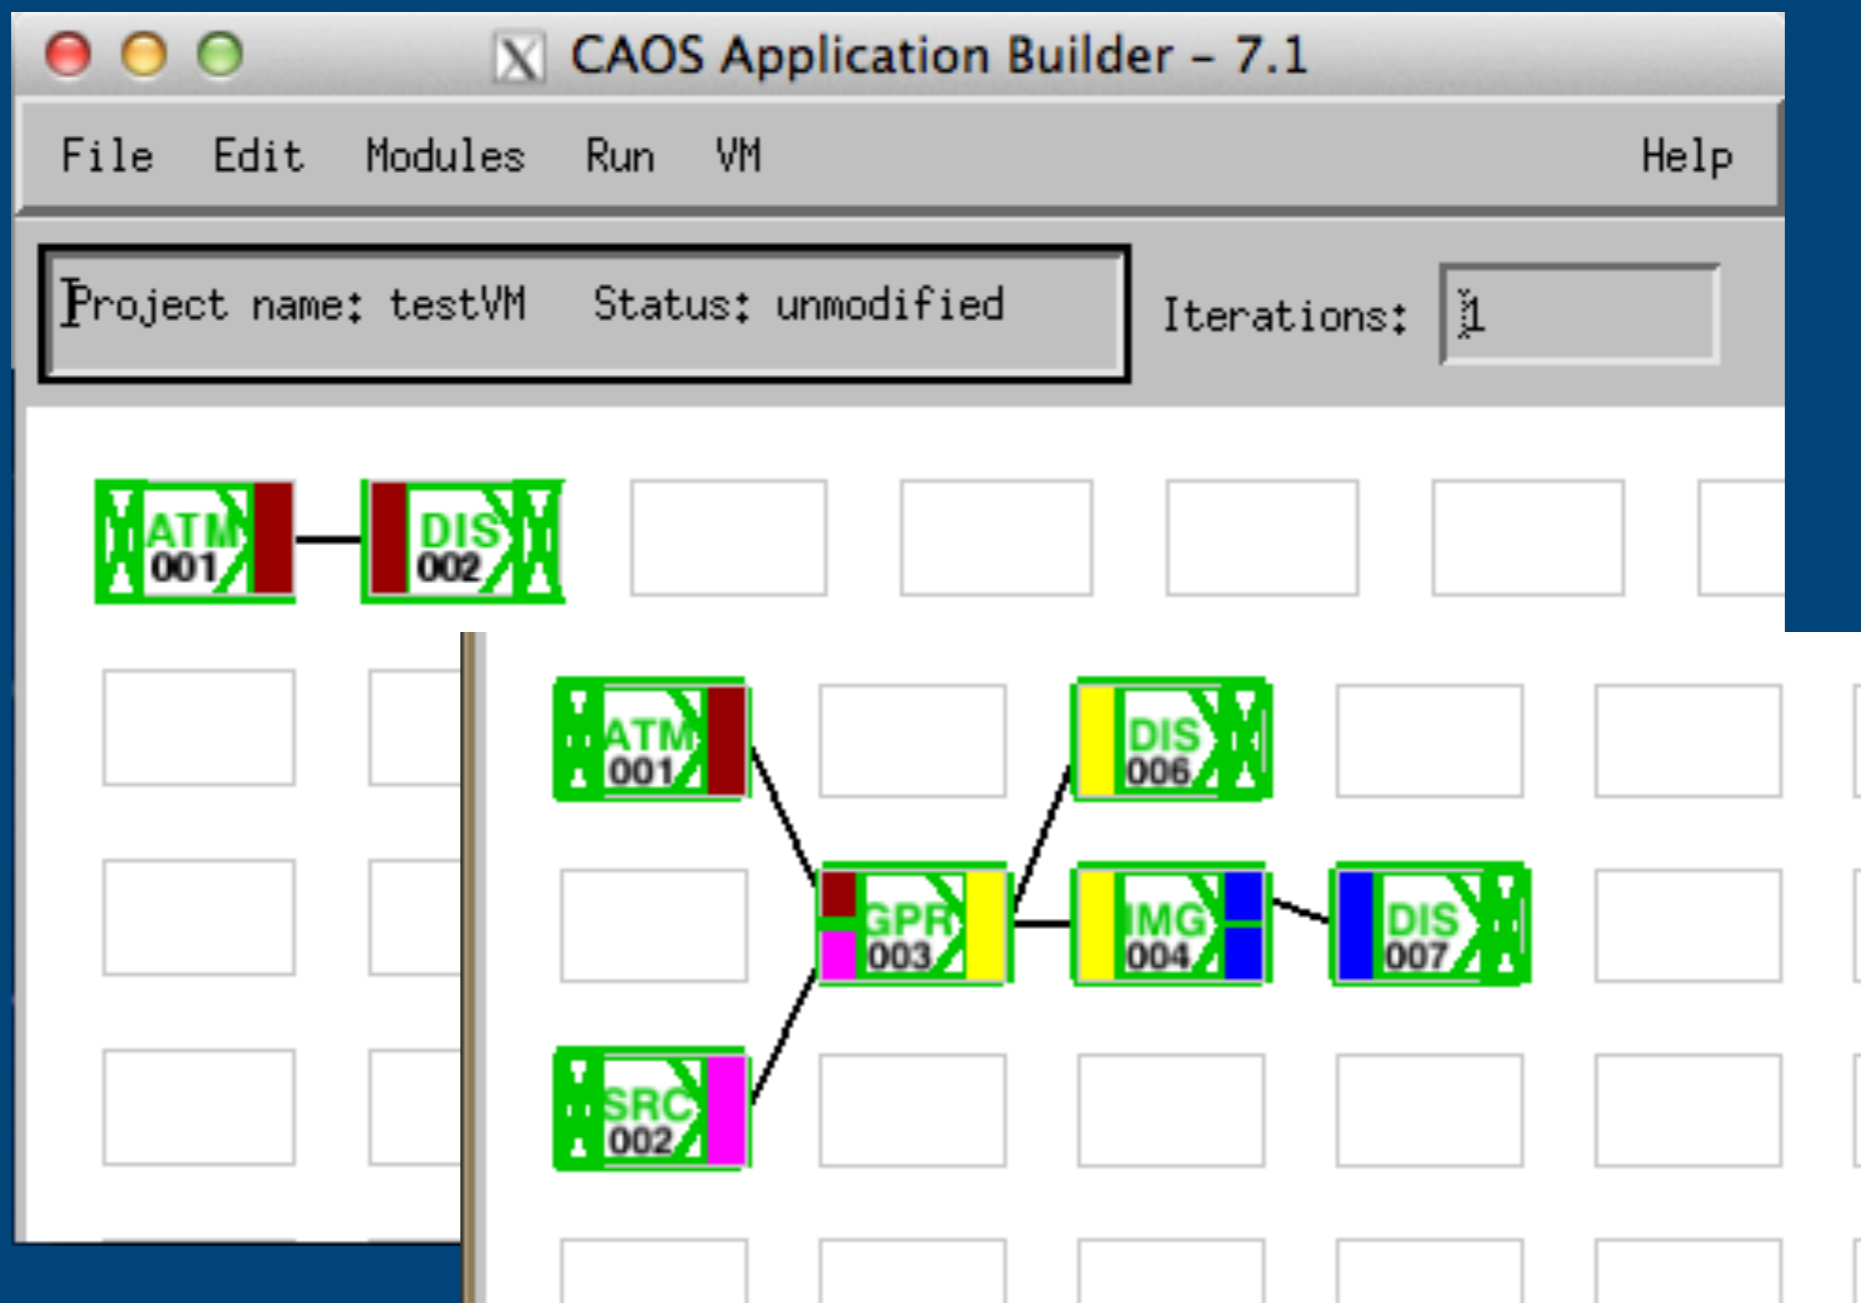 X CAOS Application Builder – 7.1
File Edit Modules Run VM Help
Project name: testVM Status: unmodified Iterations: 1
ATM DIS
001 002
ATM DIS
001 006
GPR IMG DIS
003 004 007
SRC
002